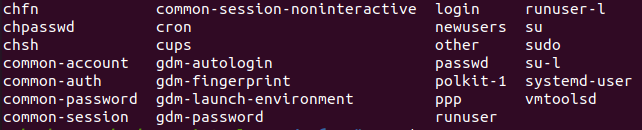 chfn common-session-noninteractive login runuser-l
chpasswd cron newusers su
chsh cups other sudo
common-account gdm-autologin passwd su-l
common-auth gdm-fingerprint polkit-1 systemd-user
common-password gdm-launch-environment ppp vmtoolsd
common-session gdm-password runuser